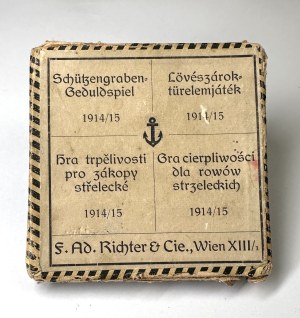 Schützengraben-
Geduldspiel
1914/15
Lövészárok-
türelemjáték
1914/15
Hra trpělivosti
pro zákopy
střelecké
1914/15
Gra cierpliwości
dla rowów
strzeleckich
1914/15
F. Ad. Richter & Cie., Wien XIII/1